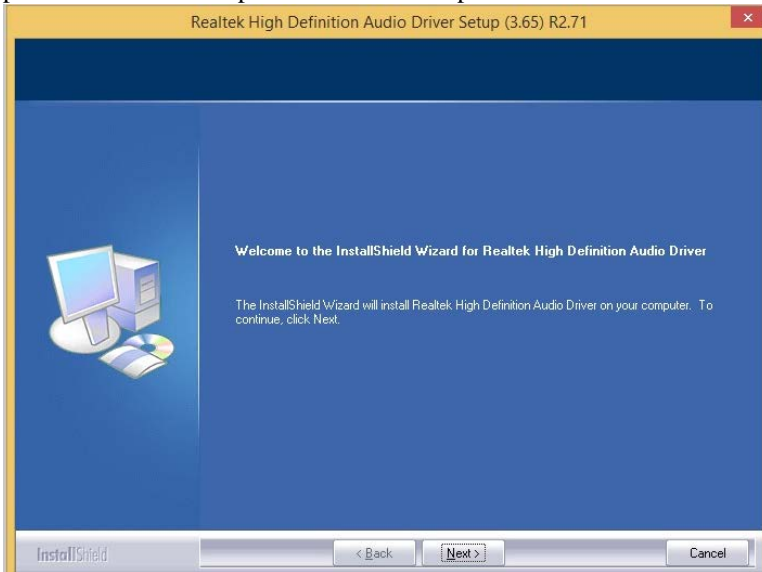 Realtek High Definition Audio Driver Setup (3.65) R2.71
Welcome to the InstallShield Wizard for Realtek High Definition Audio Driver
The InstallShield Wizard will install Realtek High Definition Audio Driver on your computer. To
continue, click Next.
InstallShield
< Back
Next >
Cancel